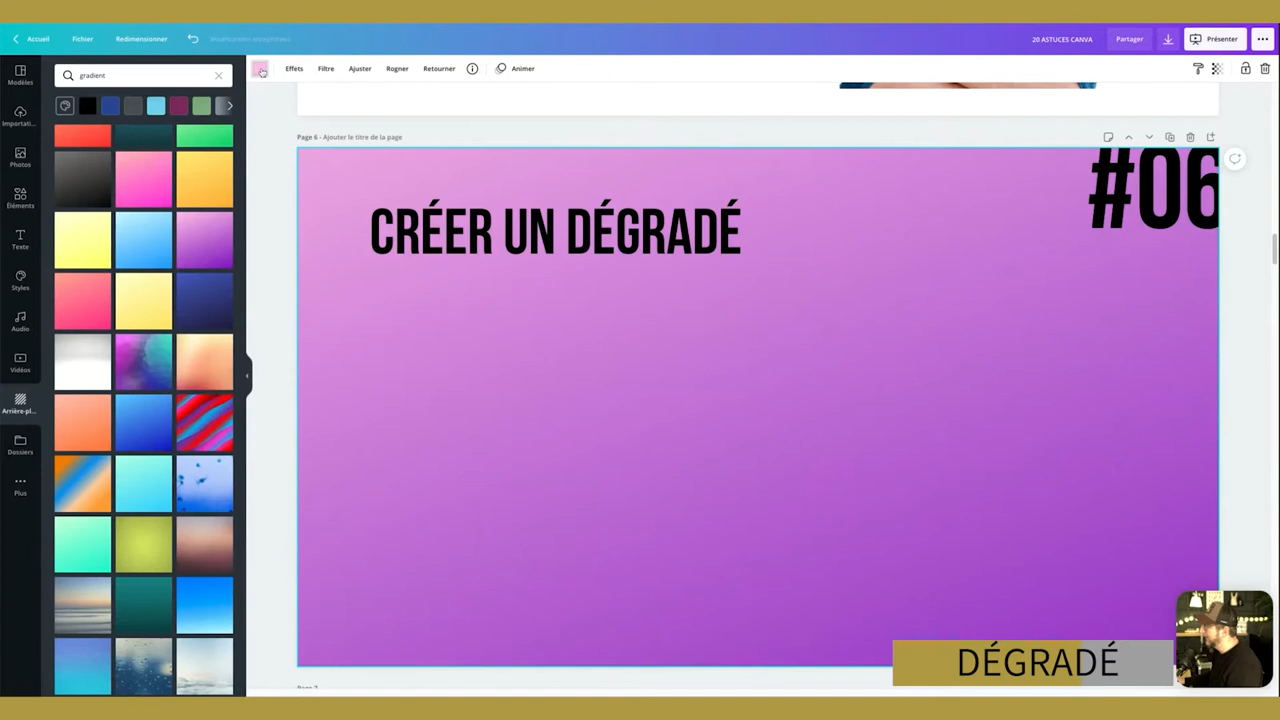 Accueil
Fichier
Redimensionner
20 ASTUCES CANVA
Partager
Présenter
gradient
Effets
Filtre
Ajuster
Rogner
Retourner
Animer
Modèles
Importati...
Photos
Éléments
Texte
Styles
Audio
Vidéos
Arrière-pl...
Dossiers
Plus
Page 6 - Ajouter le titre de la page
#06
CRÉER UN DÉGRADÉ
DÉGRADÉ